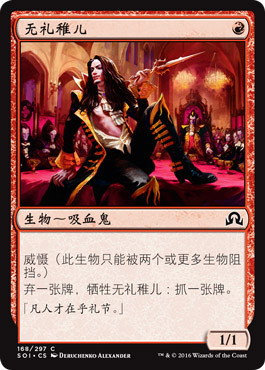 无礼稚儿
生物～吸血鬼
威慑（此生物只能被两个或更多生物阻
挡。）
弃一张牌，牺牲无礼稚儿：抓一张牌。
「凡人才在乎礼节。」
168/297 C
SOI • CS DERUCHENKO ALEXANDER
™ & © 2016 Wizards of the Coast
1/1